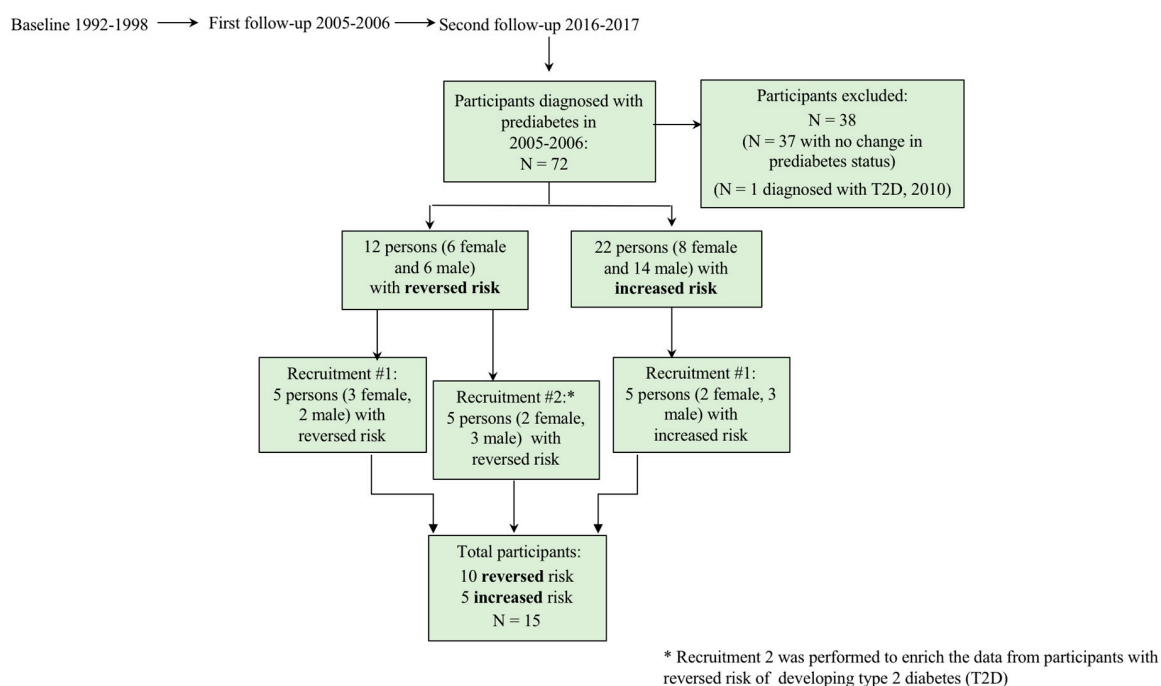 Baseline 1992-1998
First follow-up 2005-2006
Second follow-up 2016-2017
Participants diagnosed with
prediabetes in
2005-2006:
N = 72
Participants excluded:
N = 38
(N = 37 with no change in
prediabetes status)
(N = 1 diagnosed with T2D, 2010)
12 persons (6 female
and 6 male)
with reversed risk
22 persons (8 female
and 14 male) with
increased risk
Recruitment #1:
5 persons (3 female,
2 male) with
reversed risk
Recruitment #2:*
5 persons (2 female,
3 male) with
reversed risk
Recruitment #1:
5 persons (2 female, 3
male) with
increased risk
Total participants:
10 reversed risk
5 increased risk
N = 15
* Recruitment 2 was performed to enrich the data from participants with
reversed risk of developing type 2 diabetes (T2D)